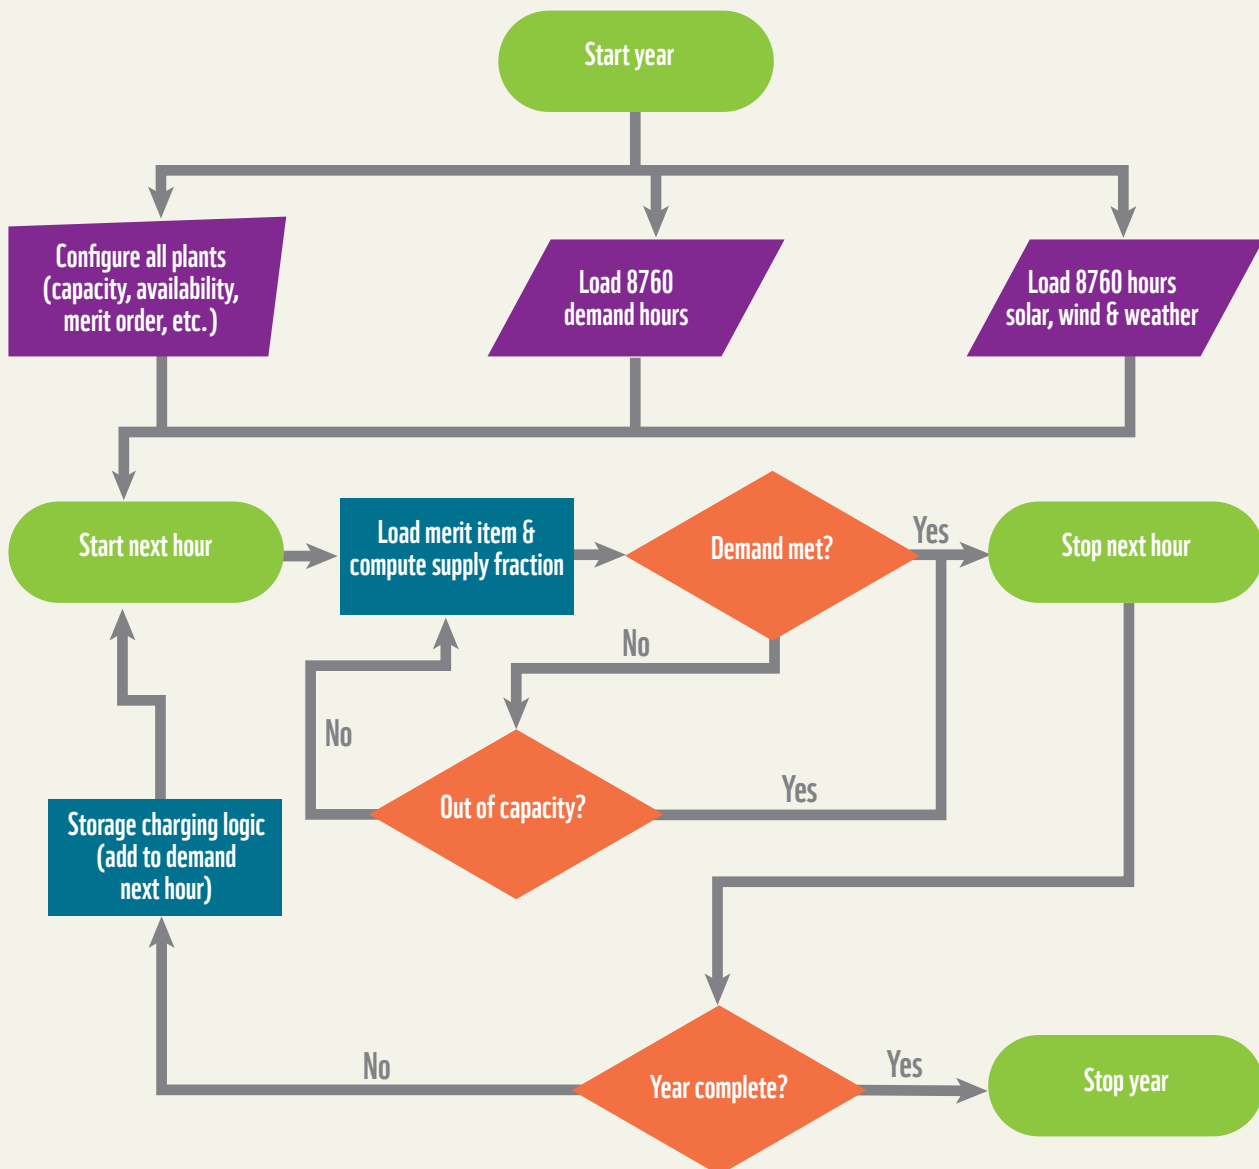 Start year
Configure all plants
(capacity, availability,
merit order, etc.)
Load 8760
demand hours
Load 8760 hours
solar, wind & weather
Start next hour
Load merit item &
compute supply fraction
Demand met?
Yes
Stop next hour
No
No
Out of capacity?
Yes
Storage charging logic
(add to demand
next hour)
No
Year complete?
Yes
Stop year